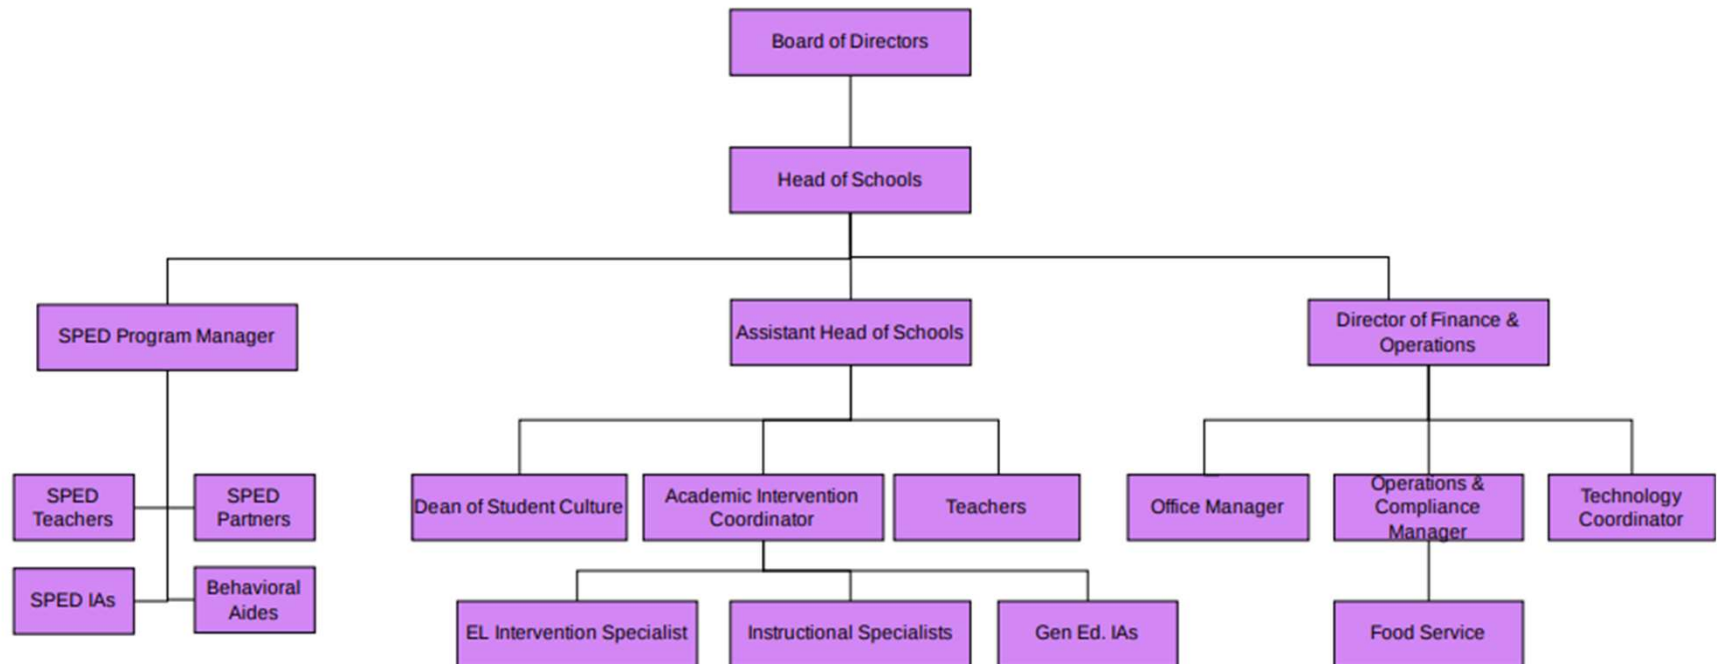 Board of Directors
Head of Schools
SPED Program Manager
Assistant Head of Schools
Director of Finance &
Operations
SPED
Teachers
SPED
Partners
Dean of Student Culture
Academic Intervention
Coordinator
Teachers
Office Manager
Operations &
Compliance
Manager
Technology
Coordinator
SPED IAs
Behavioral
Aides
EL Intervention Specialist
Instructional Specialists
Gen Ed. IAs
Food Service